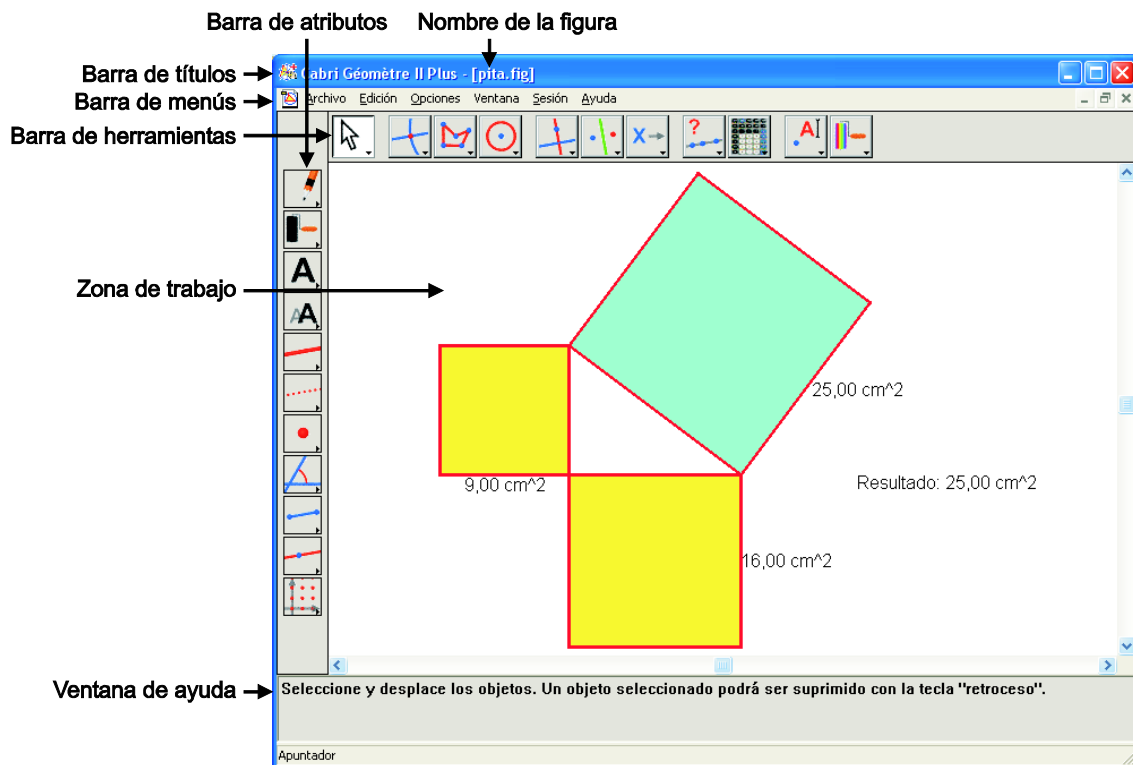 Barra de atributos
Nombre de la figura
Barra de títulos
Cabri Géomètre II Plus - [pita.fig]
Barra de menús
Archivo Edición Opciones Ventana Sesión Ayuda
Barra de herramientas
?
A
X
A
AA
Zona de trabajo
25,00 cm^2
9,00 cm^2
Resultado: 25,00 cm^2
16,00 cm^2
Ventana de ayuda
Seleccione y desplace los objetos. Un objeto seleccionado podrá ser suprimido con la tecla "retroceso".
Apuntador